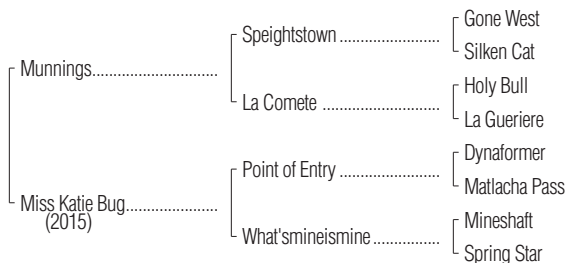 Gone West
Speightstown ........................
Silken Cat
Munnings..............................
Holy Bull
La Comete ............................
La Gueriere
Dynaformer
Point of Entry ........................
Matlacha Pass
Miss Katie Bug......................
(2015)
Mineshaft
What'smineismine................
Spring Star